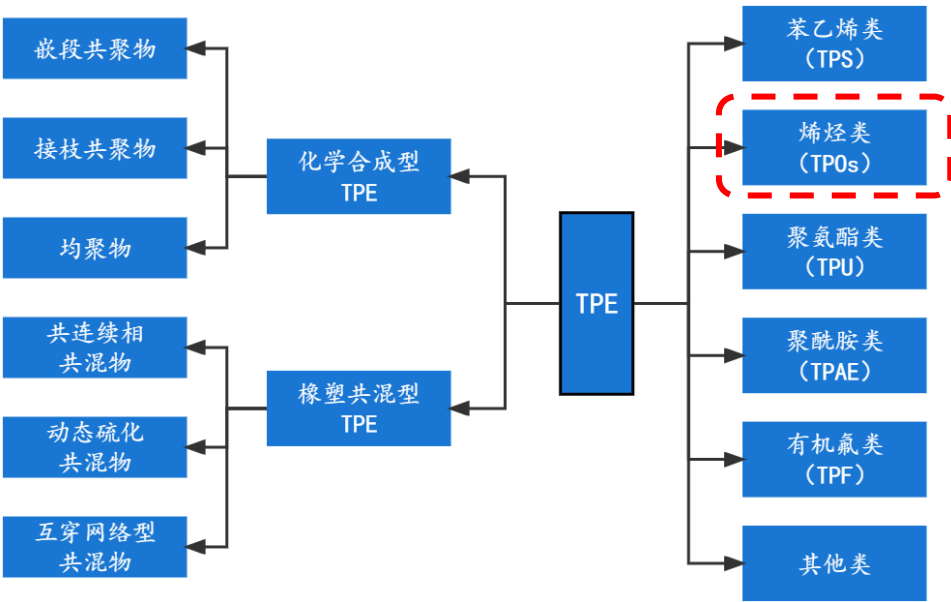 嵌段共聚物
接枝共聚物
均聚物
共连续相
共混物
动态硫化
共混物
互穿网络型
共混物
化学合成型
TPE
橡塑共混型
TPE
TPE
苯乙烯类
（TPS）
烯烃类
（TPOs）
聚氨酯类
（TPU）
聚酰胺类
（TPAE）
有机氟类
（TPF）
其他类